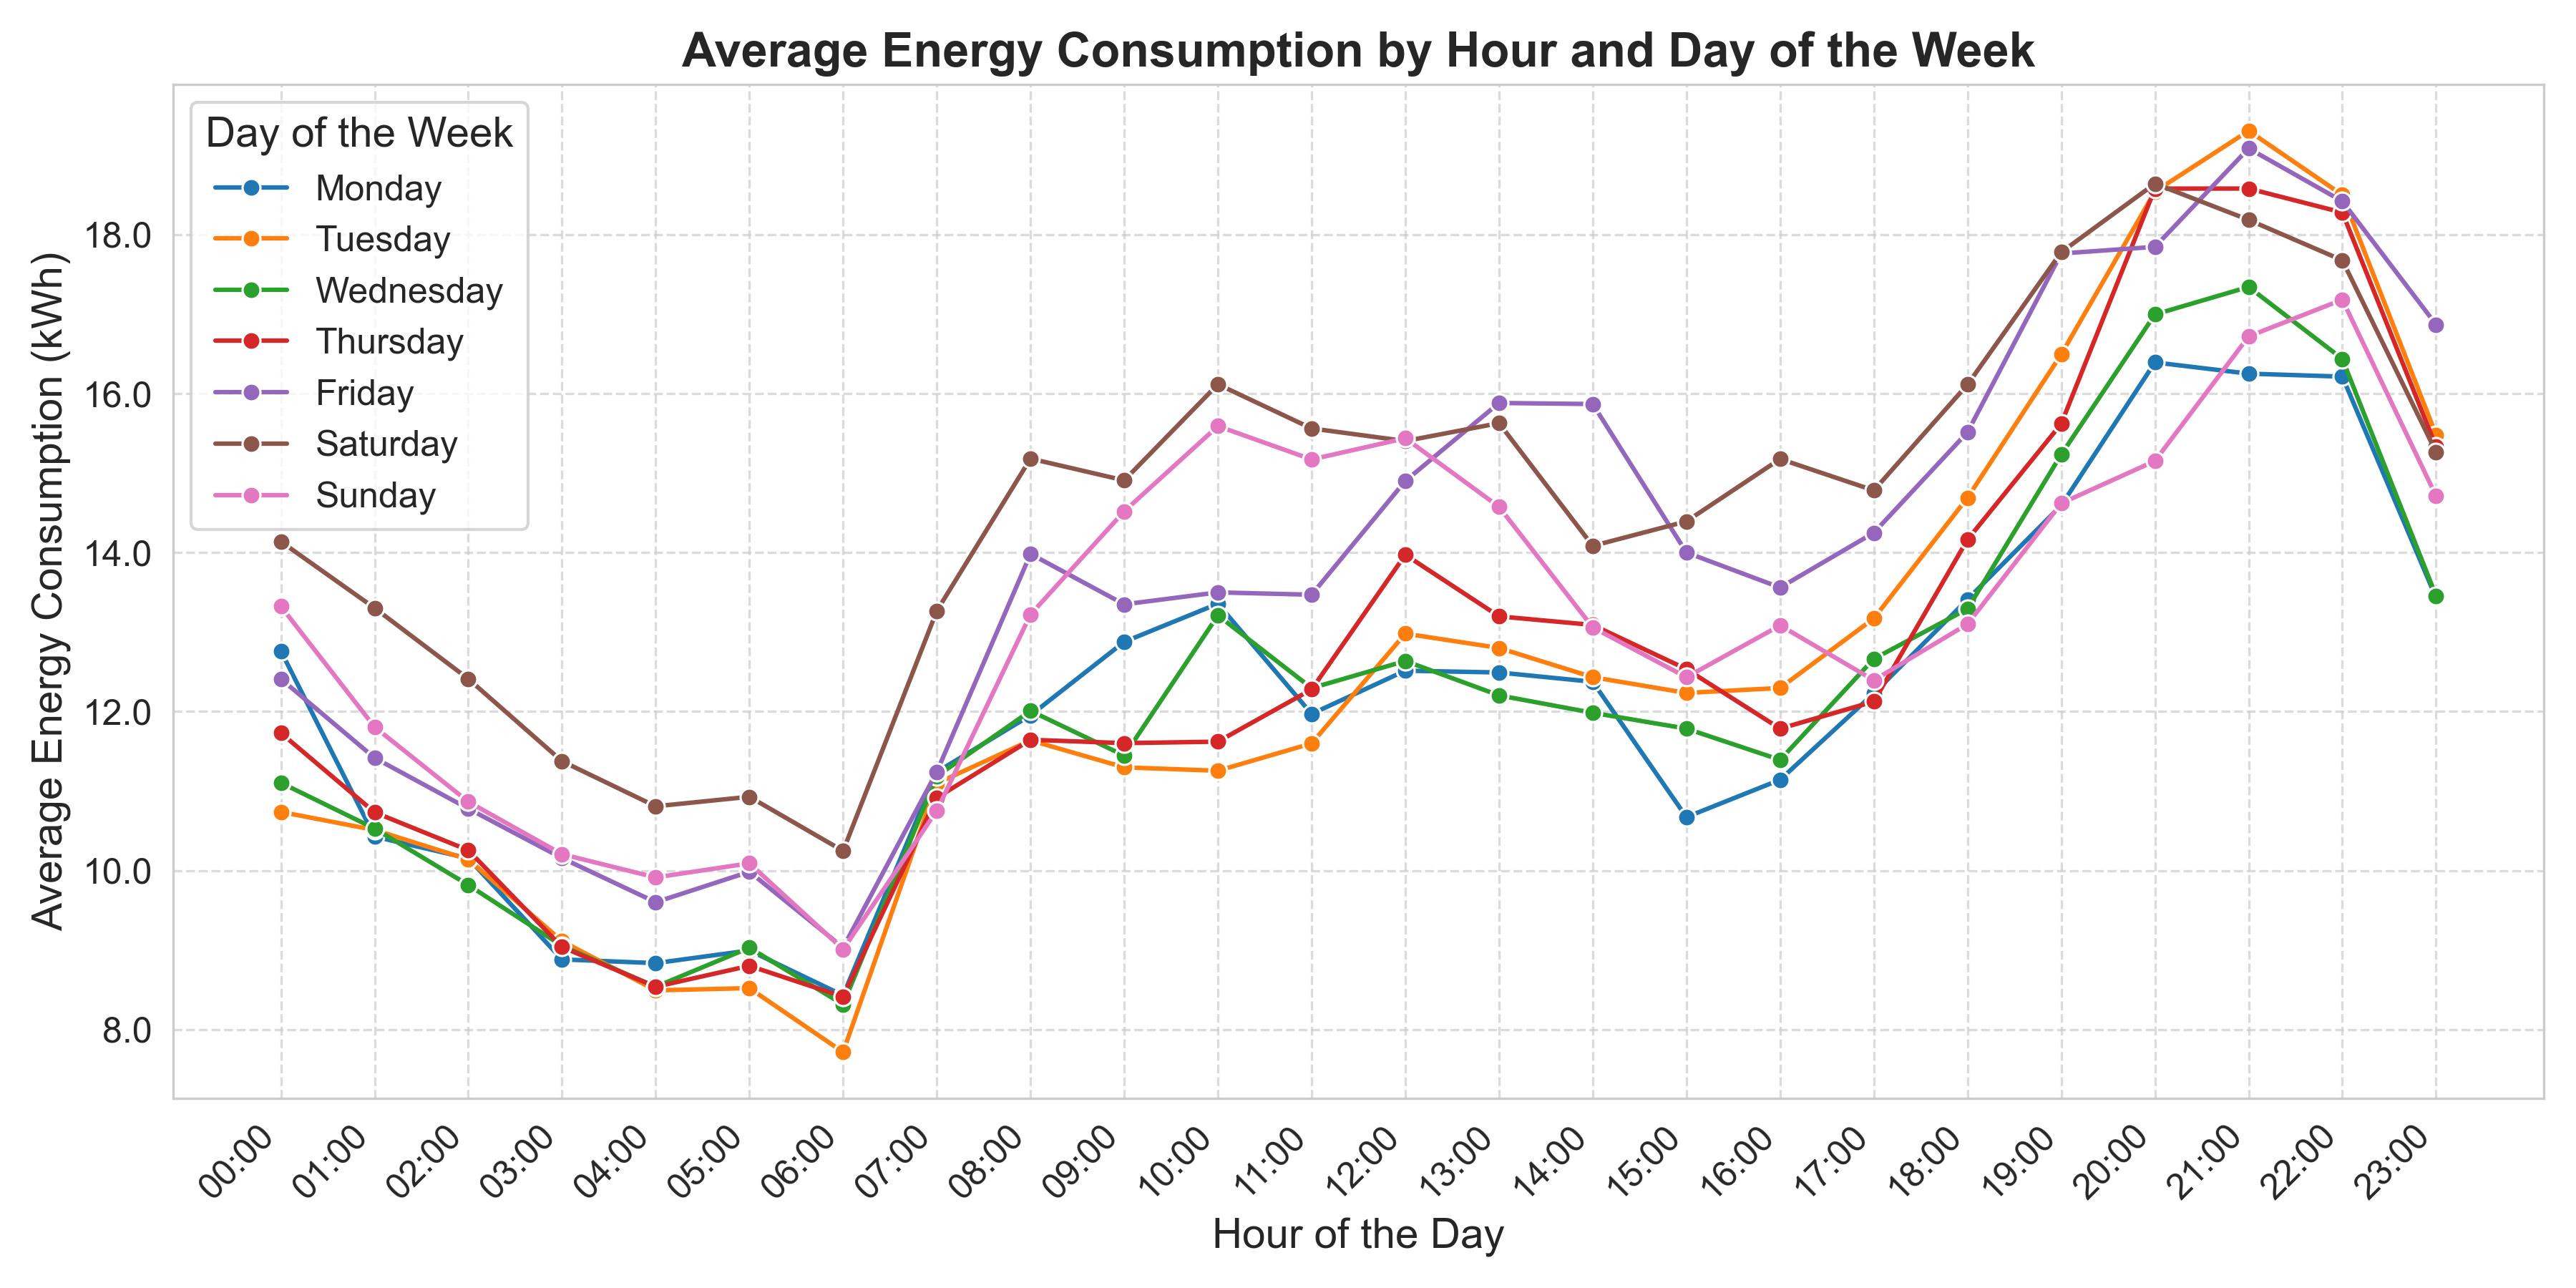 Average Energy Consumption by Hour and Day of the Week
Day of the Week
Monday
Tuesday
Wednesday
Thursday
Friday
Saturday
Sunday
Average Energy Consumption (kWh)
18.0
16.0
14.0
12.0
10.0
8.0
00:00
01:00
02:00
03:00
04:00
05:00
06:00
07:00
08:00
09:00
10:00
11:00
12:00
13:00
14:00
15:00
16:00
17:00
18:00
19:00
20:00
21:00
22:00
23:00
Hour of the Day